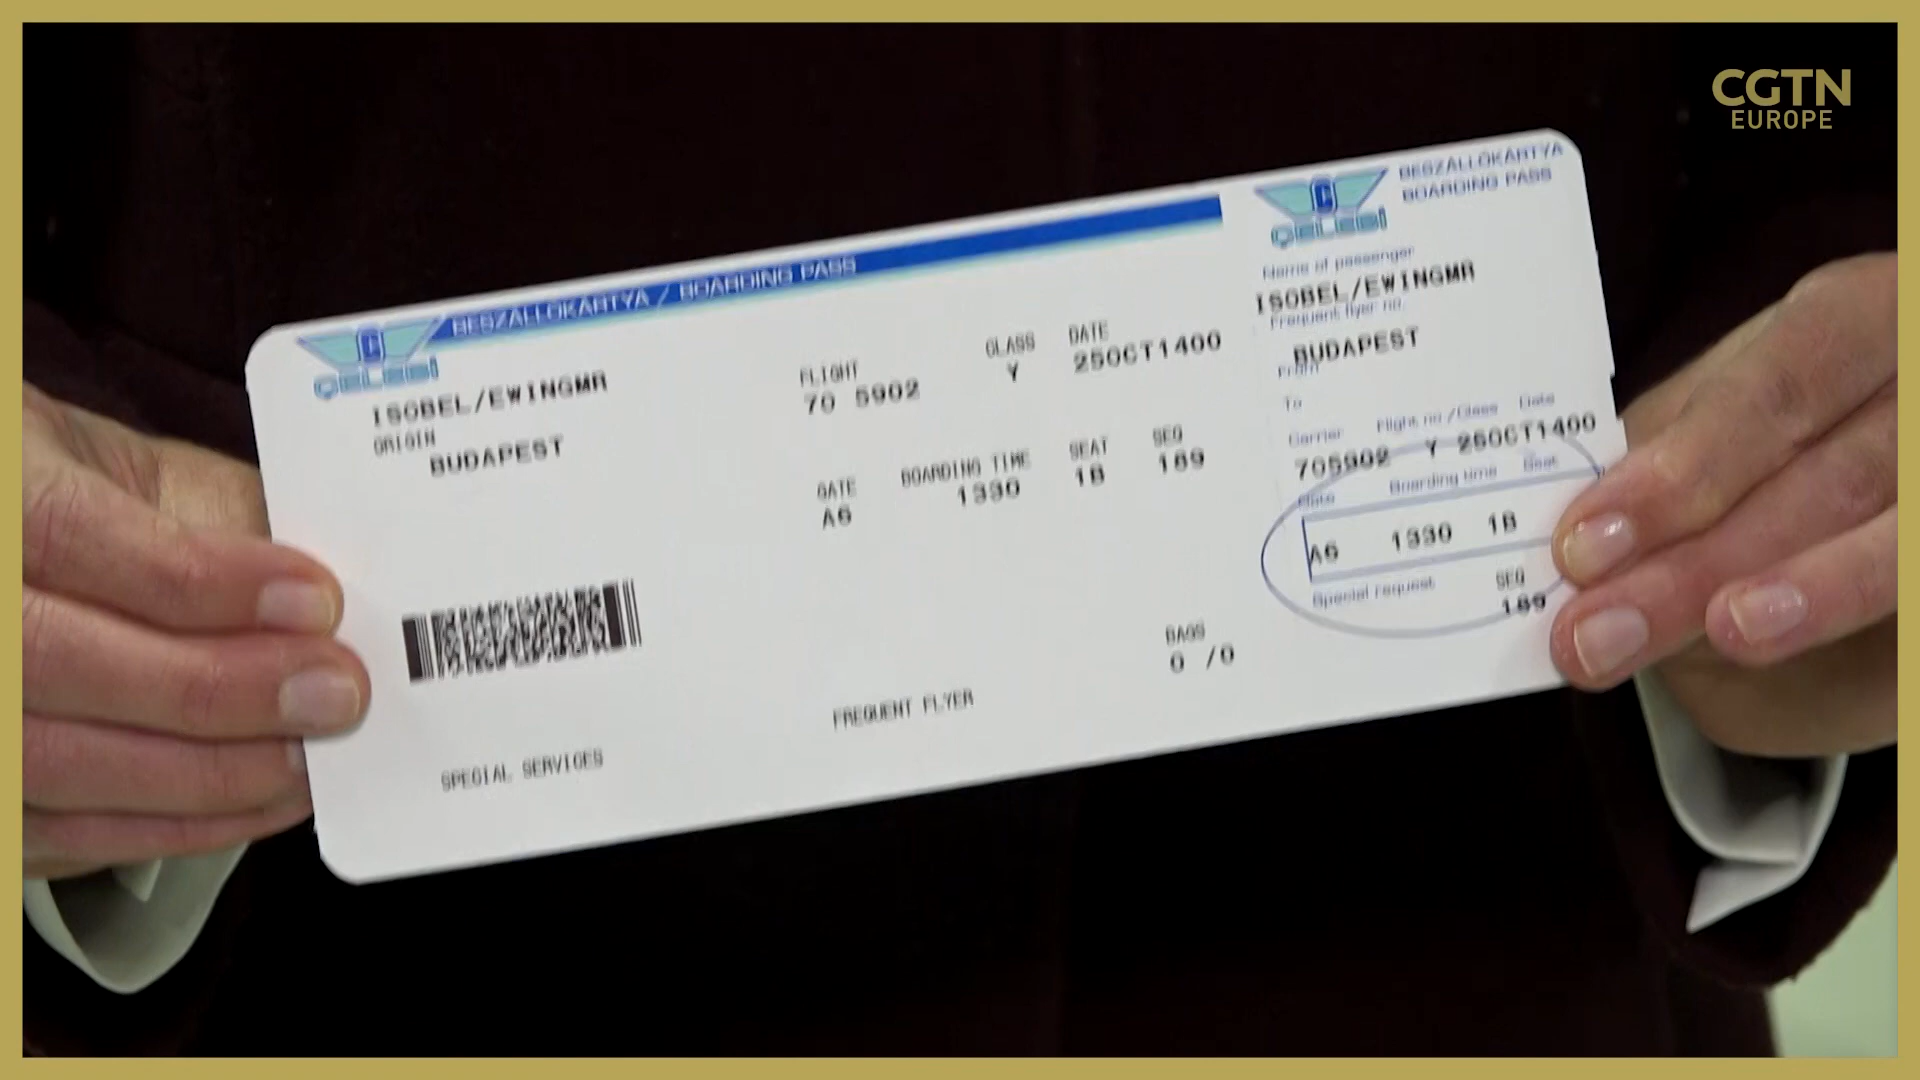 CGTN
EUROPE
BESZÁLLÓKÁRTYA / BOARDING PASS
ÇELEBI
ISOBEL/EWINGMR
ORIGIN
BUDAPEST
FLIGHT CLASS DATE
70 5902 Y 25OCT1400
GATE BOARDING TIME SEAT SEQ
A6 1330 1B 189
BAGS
0 /0
FREQUENT FLYER
SPECIAL SERVICES
BESZÁLLÓKÁRTYA
BOARDING PASS
ÇELEBI
Name of passenger
ISOBEL/EWINGMR
Frequent flyer no.
BUDAPEST
From
To
Carrier Flight no./Class Date
705902 Y 25OCT1400
Gate Boarding time Seat
A6 1330 1B
Special request SEQ
189